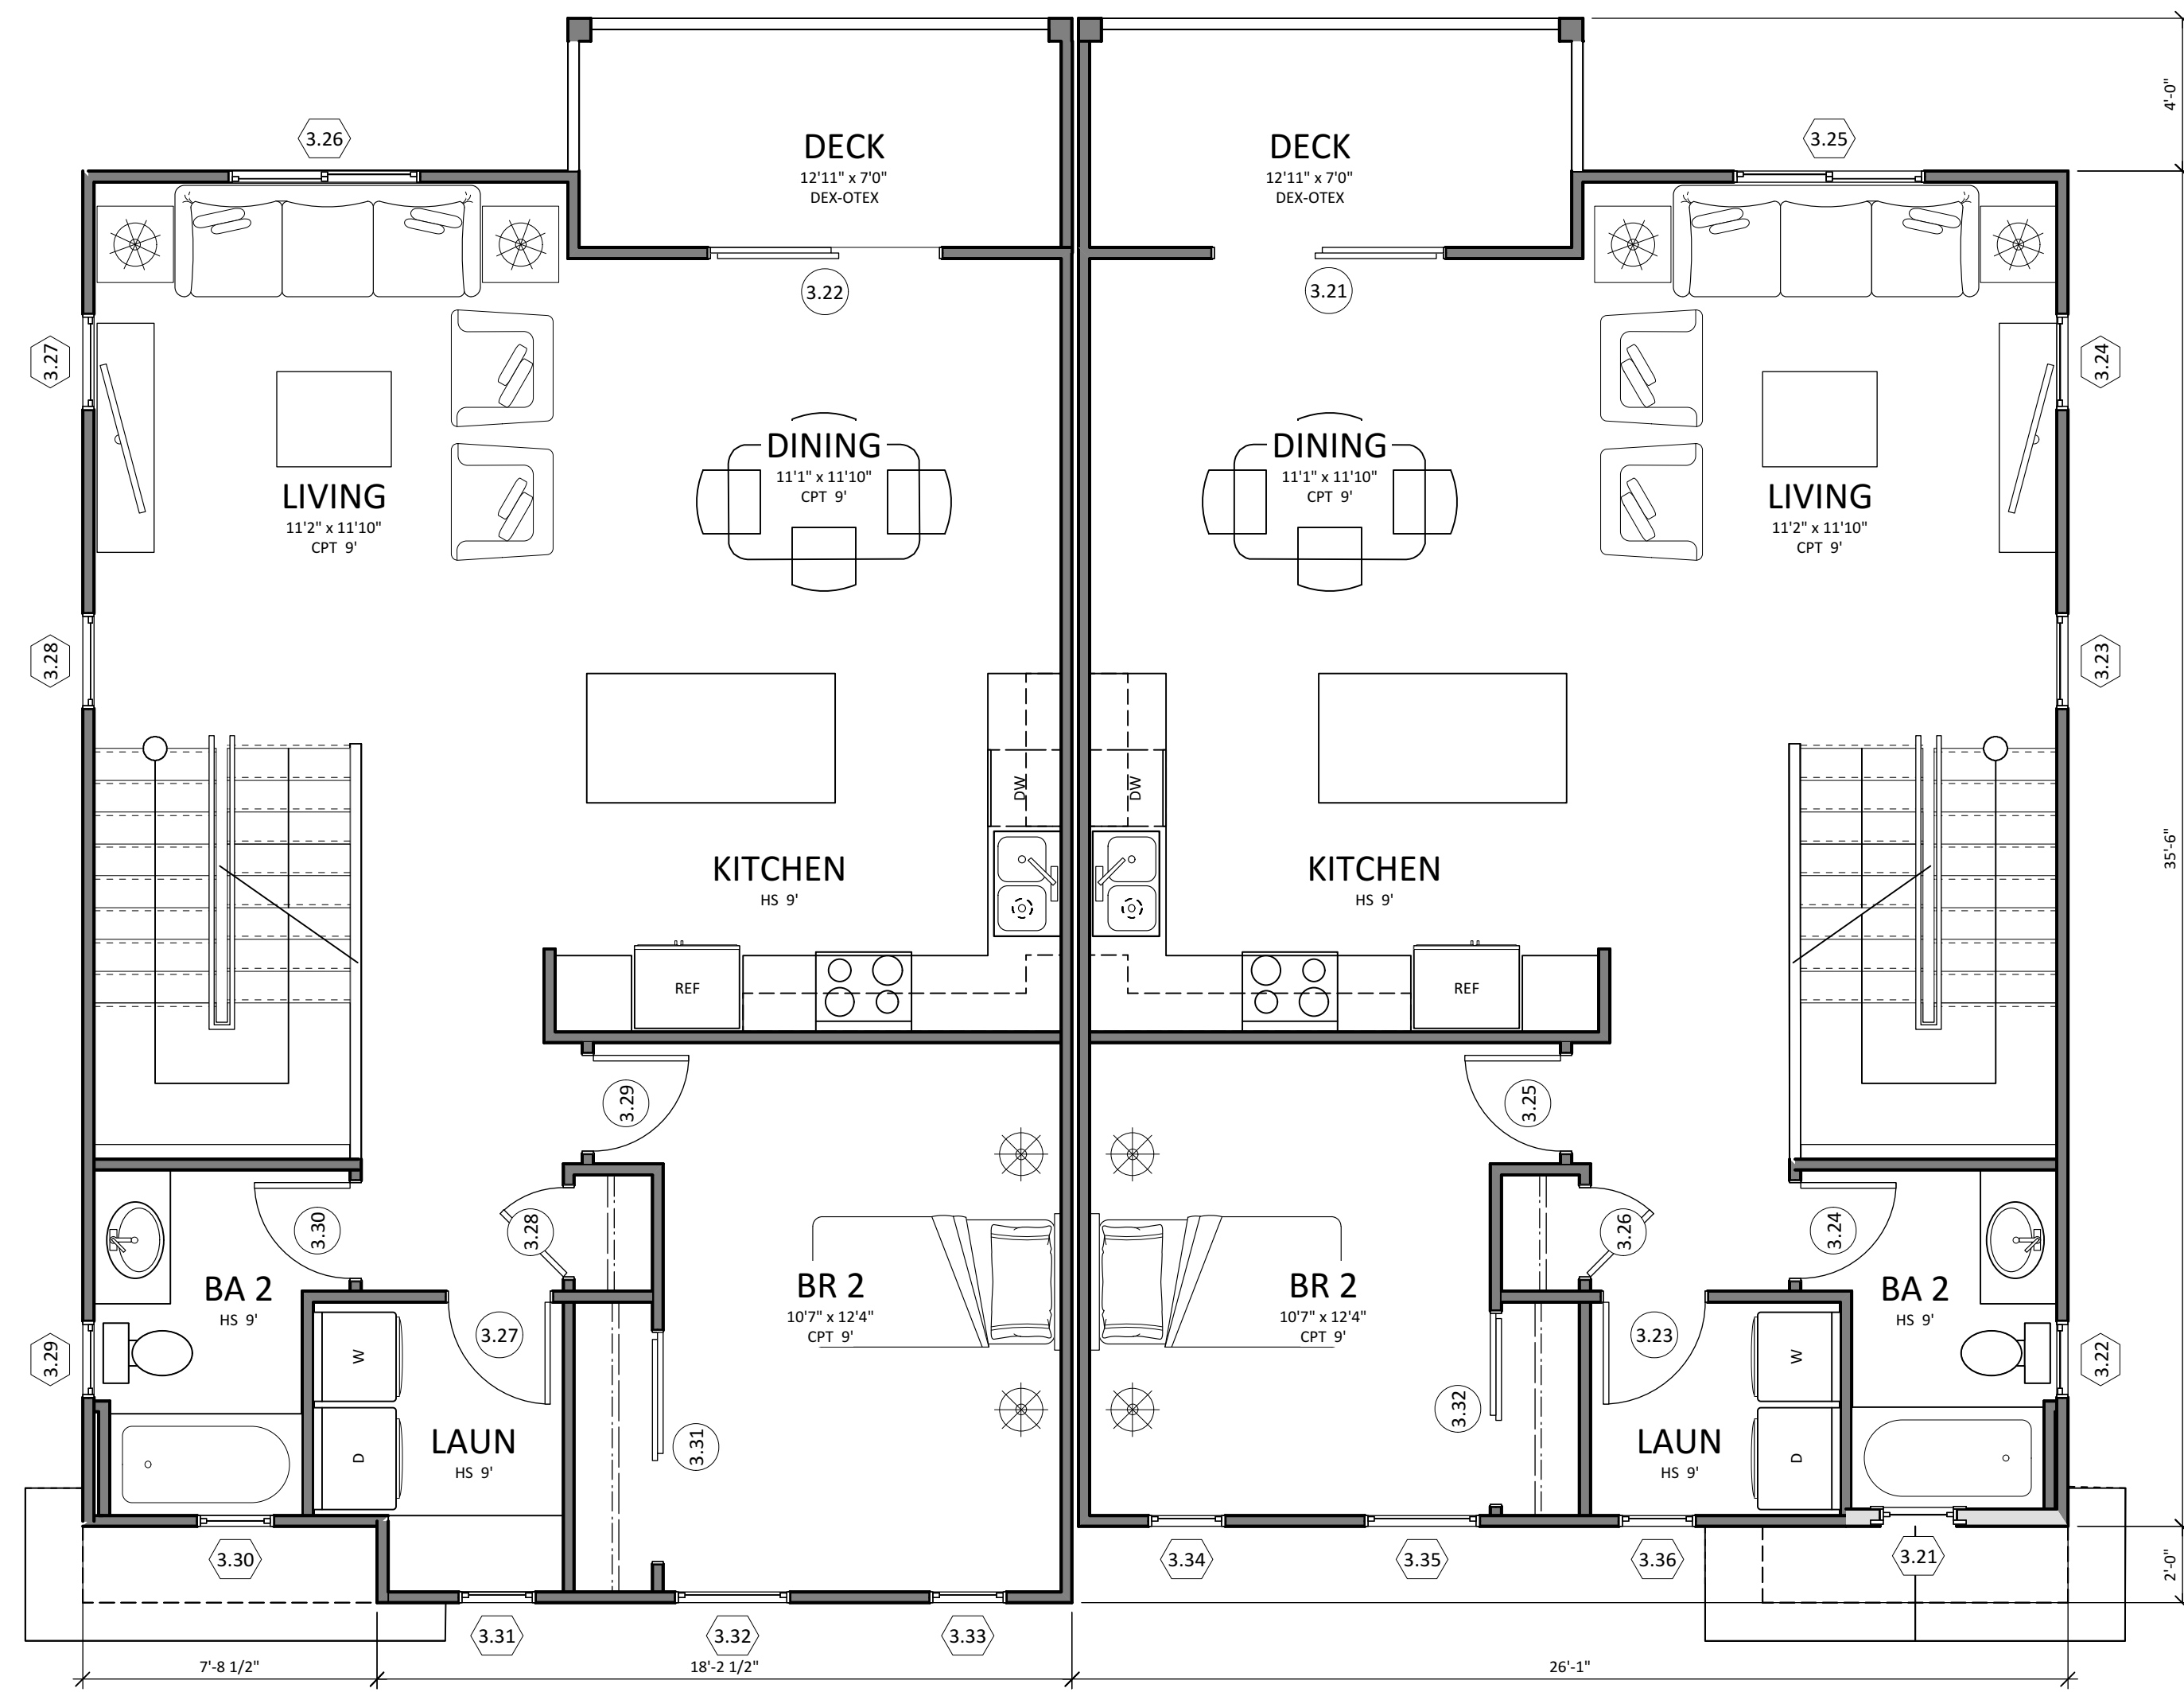 4'-0"
3.26
DECK
12'11" x 7'0"
DEX-OTEX
DECK
12'11" x 7'0"
DEX-OTEX
3.25
3.22
3.21
3.27
LIVING
11'2" x 11'10"
CPT 9'
DINING
11'1" x 11'10"
CPT 9'
DINING
11'1" x 11'10"
CPT 9'
LIVING
11'2" x 11'10"
CPT 9'
3.24
3.28
3.23
DW
DW
KITCHEN
HS 9'
KITCHEN
HS 9'
35'-6"
REF
REF
3.29
3.25
3.30
3.28
3.26
3.24
BA 2
HS 9'
BR 2
10'7" x 12'4"
CPT 9'
BR 2
10'7" x 12'4"
CPT 9'
BA 2
HS 9'
3.29
W
3.27
3.23
W
3.22
D
LAUN
HS 9'
3.31
3.32
LAUN
HS 9'
D
3.30
3.34
3.35
3.36
3.21
2'-0"
3.31
3.32
3.33
7'-8 1/2"
18'-2 1/2"
26'-1"